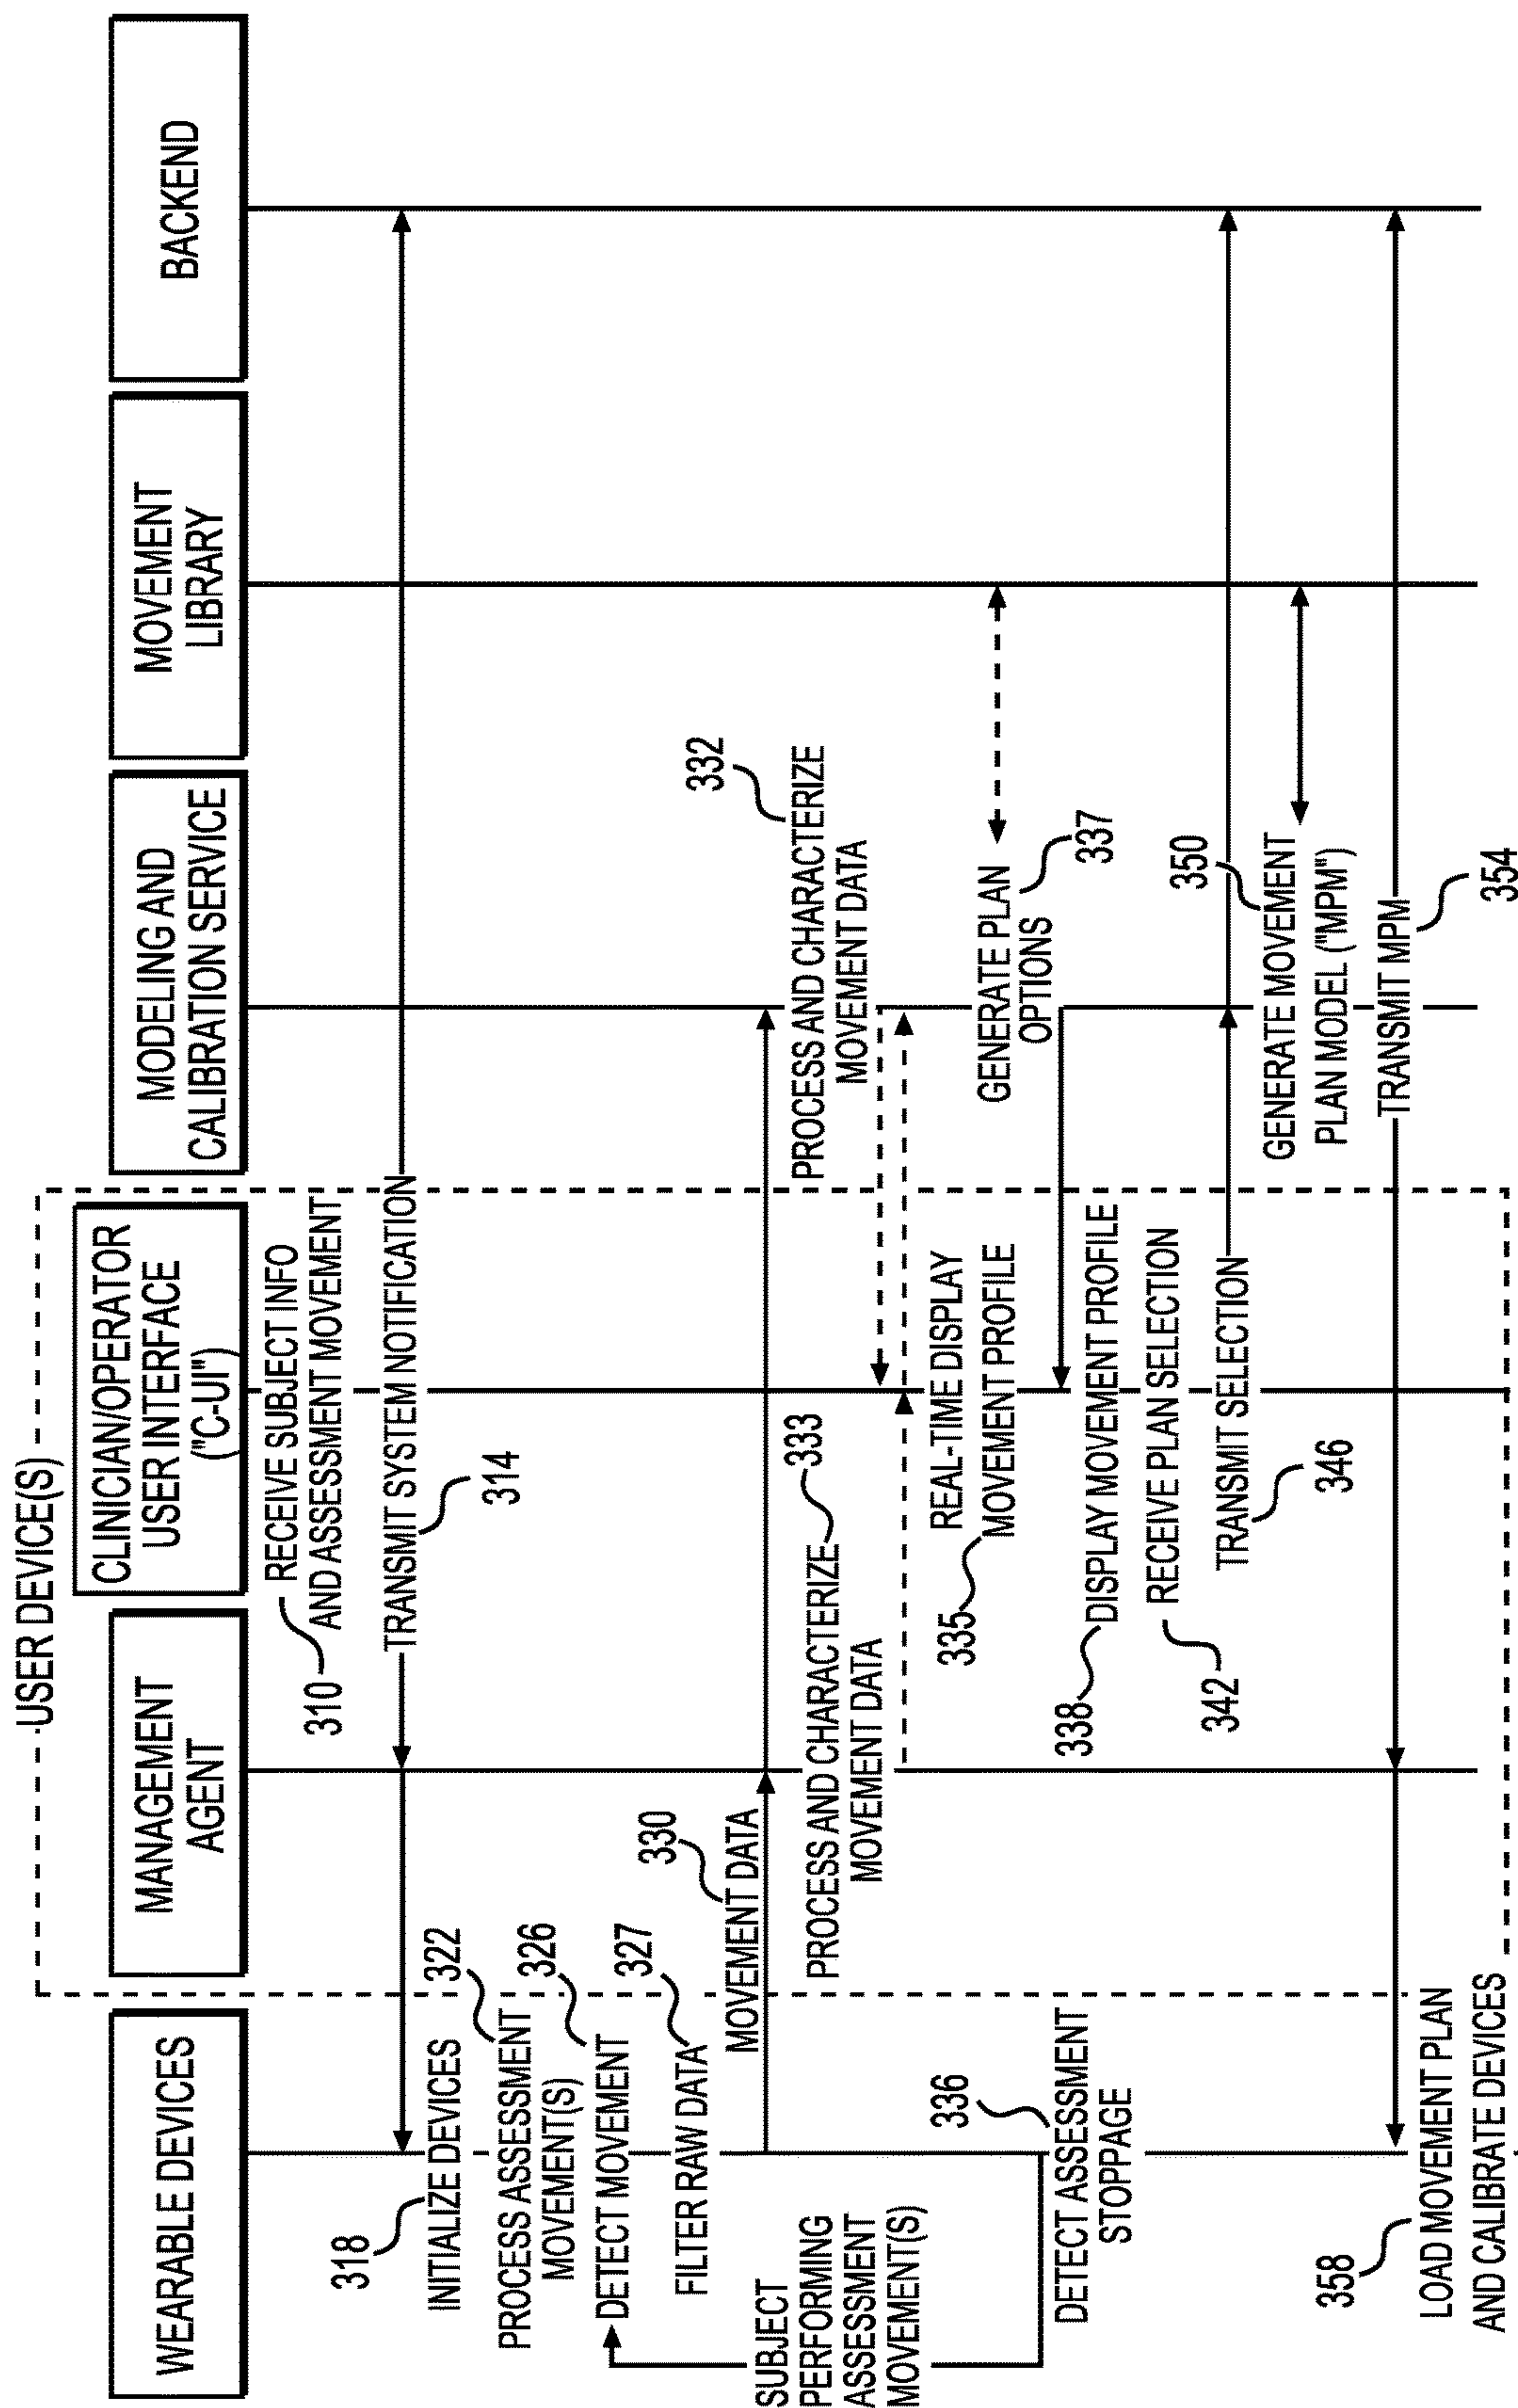 USER DEVICE(S)
WEARABLE DEVICES
MANAGEMENT
AGENT
CLINICIAN/OPERATOR
USER INTERFACE
("C-UI")
MODELING AND
CALIBRATION SERVICE
MOVEMENT
LIBRARY
BACKEND
310
RECEIVE SUBJECT INFO
AND ASSESSMENT MOVEMENT
TRANSMIT SYSTEM NOTIFICATION
314
318
INITIALIZE DEVICES
322
PROCESS ASSESSMENT
MOVEMENT(S)
326
DETECT MOVEMENT
327
FILTER RAW DATA
330
MOVEMENT DATA
SUBJECT
PERFORMING
ASSESSMENT
MOVEMENT(S)
332
PROCESS AND CHARACTERIZE
MOVEMENT DATA
333
PROCESS AND CHARACTERIZE
MOVEMENT DATA
335
REAL-TIME DISPLAY
MOVEMENT PROFILE
336
DETECT ASSESSMENT
STOPPAGE
337
GENERATE PLAN
OPTIONS
338
DISPLAY MOVEMENT PROFILE
342
RECEIVE PLAN SELECTION
TRANSMIT SELECTION
346
350
GENERATE MOVEMENT
PLAN MODEL ("MPM")
TRANSMIT MPM
354
358
LOAD MOVEMENT PLAN
AND CALIBRATE DEVICES